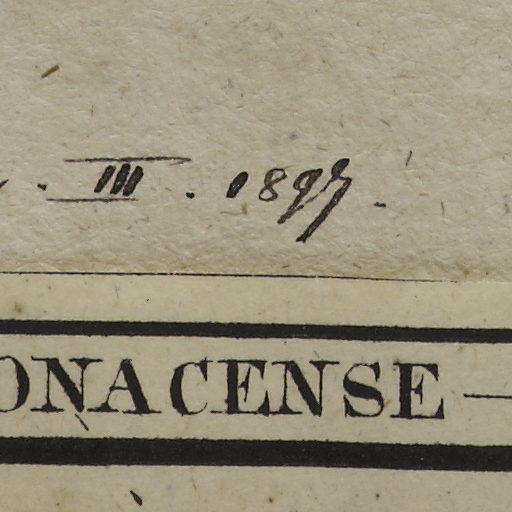 . III . 1897.
ONACENSE —